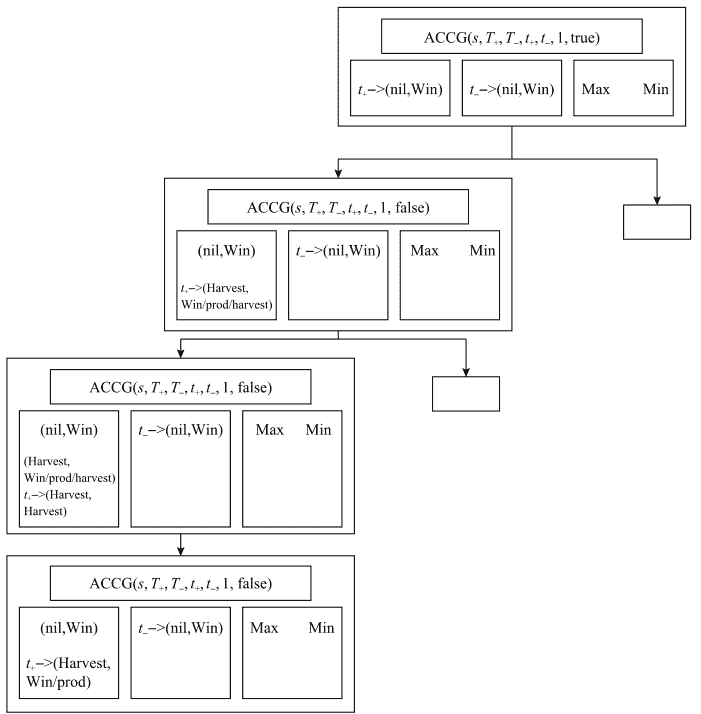 ACCG(s, T₊, T₋, t₊, t₋, 1, true)
t₊–>(nil,Win) t₋–>(nil,Win) Max Min
ACCG(s, T₊, T₋, t₊, t₋, 1, false)
(nil,Win) t₋–>(nil,Win) Max Min
t₊–>(Harvest,
Win/prod/harvest)
ACCG(s, T₊, T₋, t₊, t₋, 1, false)
(nil,Win) t₋–>(nil,Win) Max Min
(Harvest,
Win/prod/harvest)
t₊–>(Harvest,
Harvest)
ACCG(s, T₊, T₋, t₊, t₋, 1, false)
(nil,Win) t₋–>(nil,Win) Max Min
t₊–>(Harvest,
Win/prod)